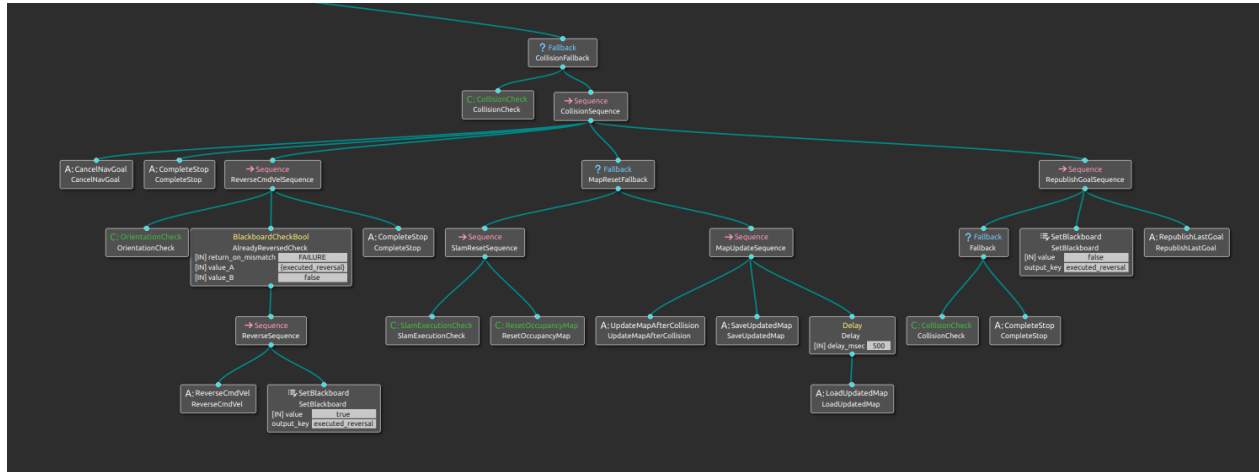 ? Fallback
CollisionFallback
C: CollisionCheck
CollisionCheck
→ Sequence
CollisionSequence
A: CancelNavGoal
CancelNavGoal
A: CompleteStop
CompleteStop
→ Sequence
ReverseCmdVelSequence
? Fallback
MapResetFallback
→ Sequence
RepublishGoalSequence
C: OrientationCheck
OrientationCheck
BlackboardCheckBool
AlreadyReversedCheck
[IN] return_on_mismatch FAILURE
[IN] value_A {executed_reversal}
[IN] value_B false
A: CompleteStop
CompleteStop
→ Sequence
SlamResetSequence
→ Sequence
MapUpdateSequence
? Fallback
Fallback
SetBlackboard
SetBlackboard
[IN] value false
output_key executed_reversal
A: RepublishLastGoal
RepublishLastGoal
→ Sequence
ReverseSequence
C: SlamExecutionCheck
SlamExecutionCheck
C: ResetOccupancyMap
ResetOccupancyMap
A: UpdateMapAfterCollision
UpdateMapAfterCollision
A: SaveUpdatedMap
SaveUpdatedMap
Delay
Delay
[IN] delay_msec 500
C: CollisionCheck
CollisionCheck
A: CompleteStop
CompleteStop
A: ReverseCmdVel
ReverseCmdVel
SetBlackboard
SetBlackboard
[IN] value true
output_key executed_reversal
A: LoadUpdatedMap
LoadUpdatedMap